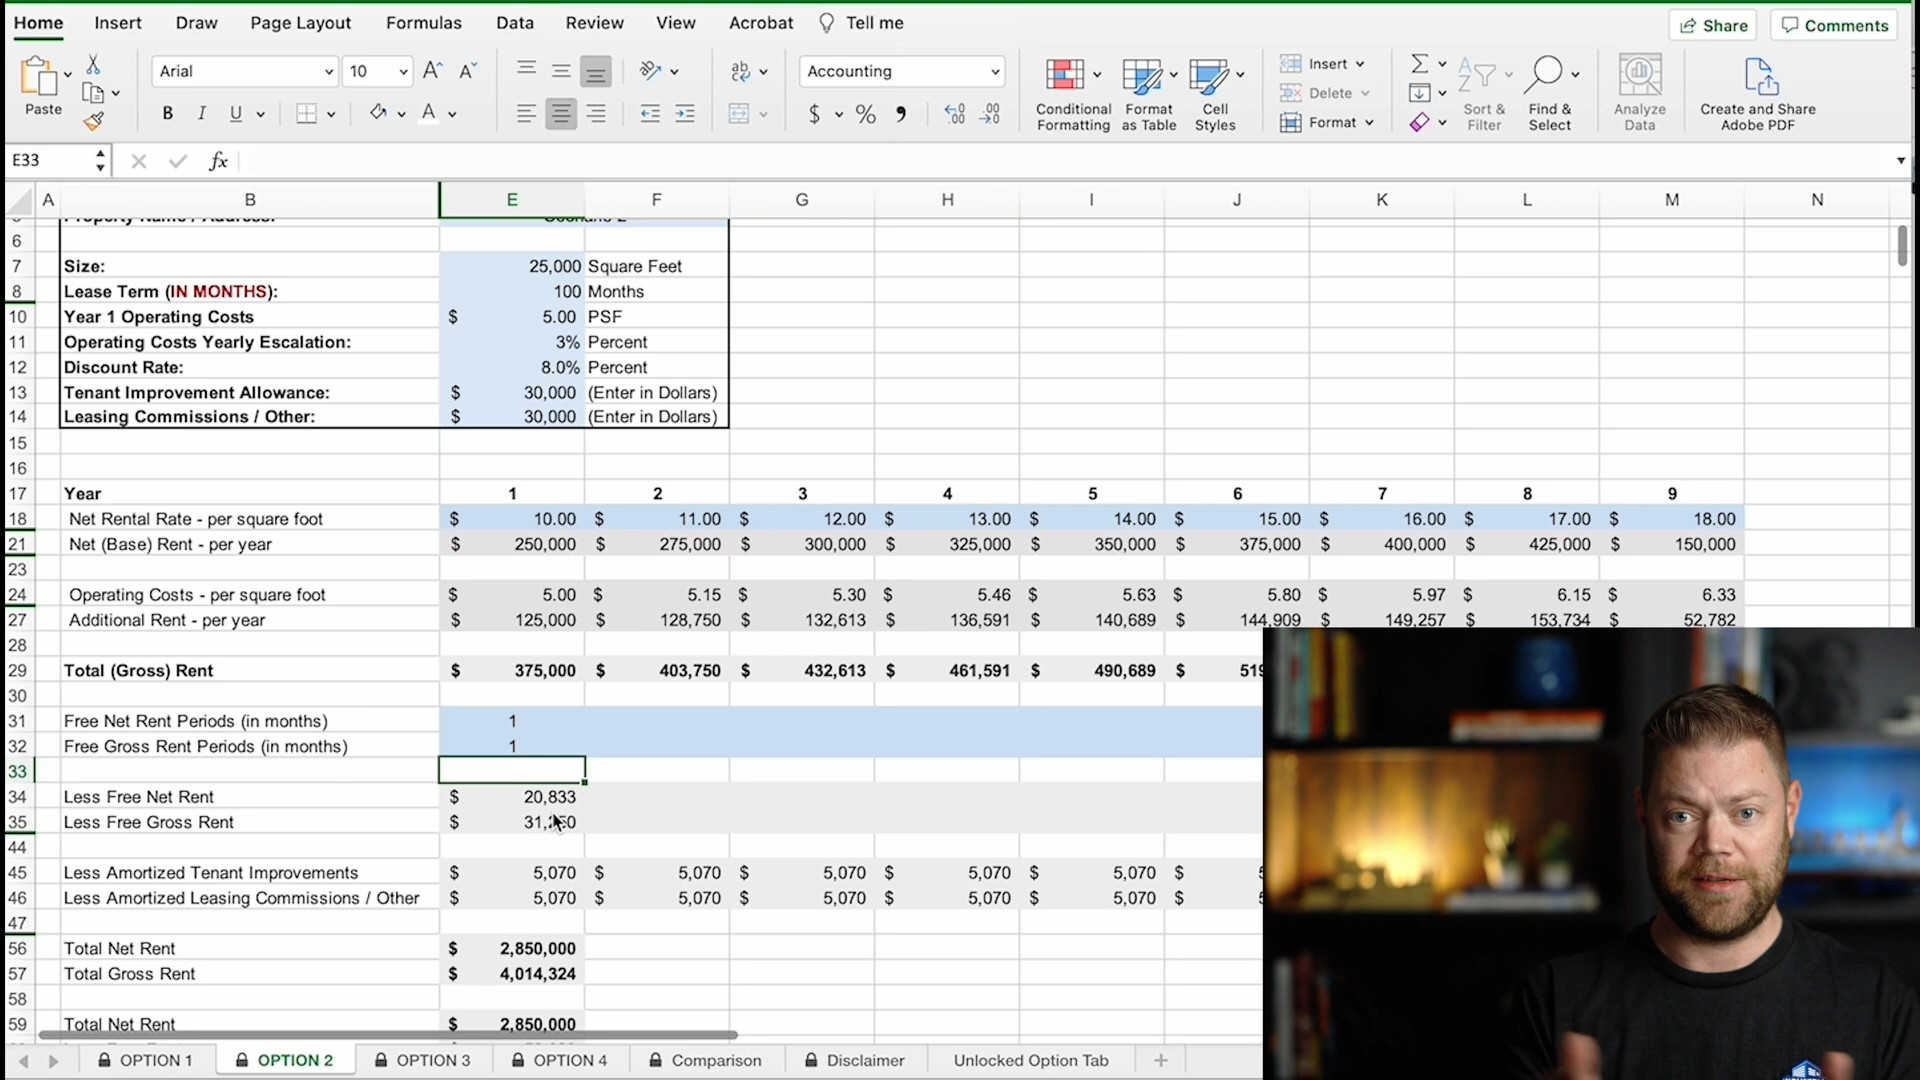 Home Insert Draw Page Layout Formulas Data Review View Acrobat Tell me Share Comments
Paste Arial 10 Accounting Conditional Formatting Format as Table Cell Styles Insert Delete Format Sort & Filter Find & Select Analyze Data Create and Share Adobe PDF
B I U A $ % fx
E33
A B E F G H I J K L M N
Property Name / Address:
6
7 Size: 25,000 Square Feet
8 Lease Term (IN MONTHS): 100 Months
10 Year 1 Operating Costs $ 5.00 PSF
11 Operating Costs Yearly Escalation: 3% Percent
12 Discount Rate: 8.0% Percent
13 Tenant Improvement Allowance: $ 30,000 (Enter in Dollars)
14 Leasing Commissions / Other: $ 30,000 (Enter in Dollars)
15
16
17 Year 1 2 3 4 5 6 7 8 9
18 Net Rental Rate - per square foot $ 10.00 $ 11.00 $ 12.00 $ 13.00 $ 14.00 $ 15.00 $ 16.00 $ 17.00 $ 18.00
21 Net (Base) Rent - per year $ 250,000 $ 275,000 $ 300,000 $ 325,000 $ 350,000 $ 375,000 $ 400,000 $ 425,000 $ 150,000
23
24 Operating Costs - per square foot $ 5.00 $ 5.15 $ 5.30 $ 5.46 $ 5.63 $ 5.80 $ 5.97 $ 6.15 $ 6.33
27 Additional Rent - per year $ 125,000 $ 128,750 $ 132,613 $ 136,591 $ 140,689 $ 144,909 $ 149,257 $ 153,734 $ 52,782
28
29 Total (Gross) Rent $ 375,000 $ 403,750 $ 432,613 $ 461,591 $ 490,689 $
30
31 Free Net Rent Periods (in months) 1
32 Free Gross Rent Periods (in months) 1
33
34 Less Free Net Rent $ 20,833
35 Less Free Gross Rent $
44
45 Less Amortized Tenant Improvements $ 5,070 $ 5,070 $ 5,070 $ 5,070 $ 5,070 $
46 Less Amortized Leasing Commissions / Other $ 5,070 $ 5,070 $ 5,070 $ 5,070 $ 5,070 $
47
56 Total Net Rent $ 2,850,000
57 Total Gross Rent $ 4,014,324
58
59 Total Net Rent $ 2,850,000
OPTION 1 OPTION 2 OPTION 3 OPTION 4 Comparison Disclaimer Unlocked Option Tab